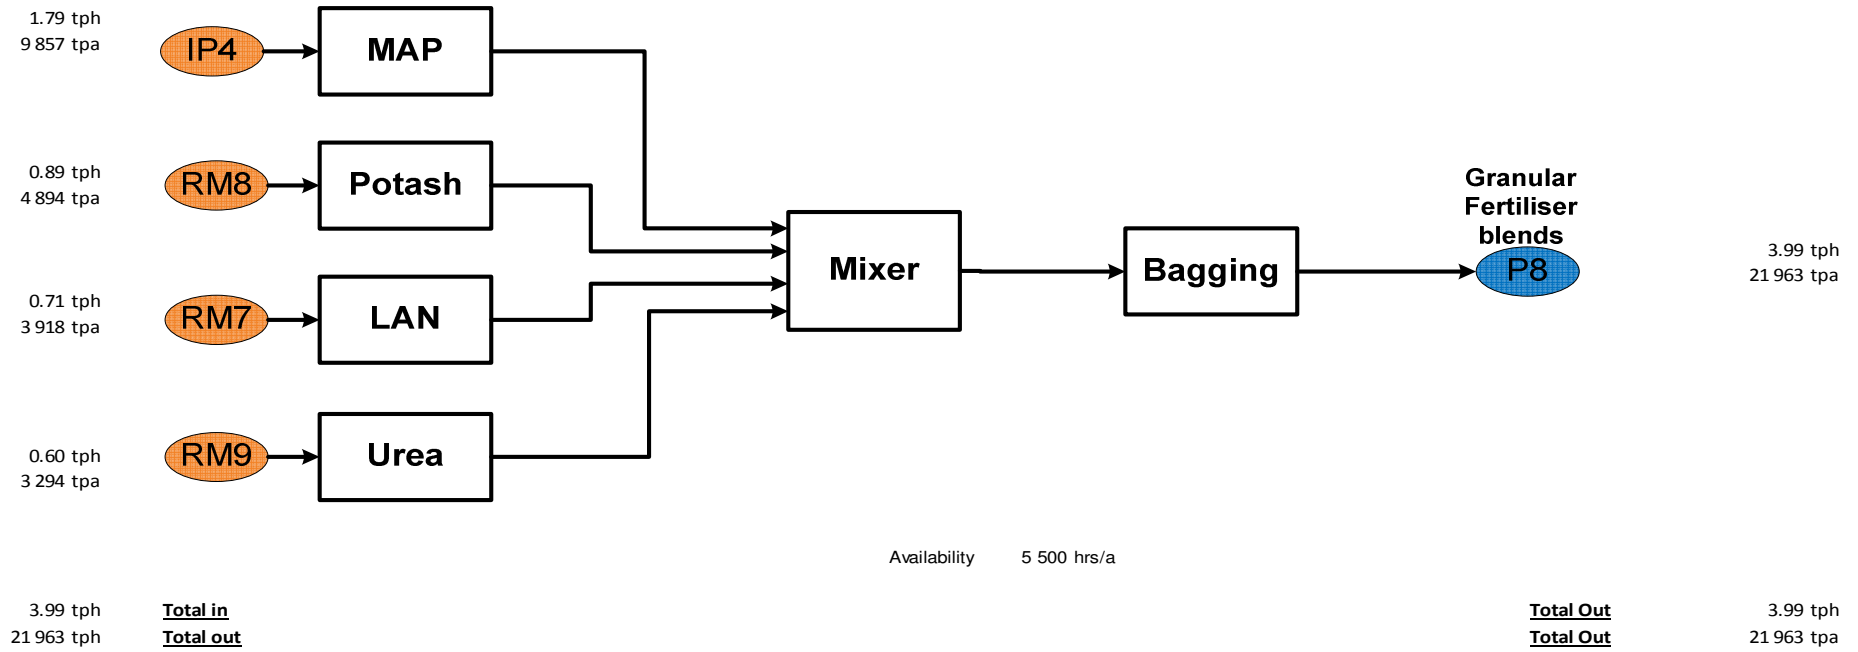 1.79 tph
9 857 tpa
IP4
MAP
0.89 tph
4 894 tpa
RM8
Potash
0.71 tph
3 918 tpa
RM7
LAN
0.60 tph
3 294 tpa
RM9
Urea
Mixer
Bagging
Granular
Fertiliser
blends
P8
3.99 tph
21 963 tpa
Availability 5 500 hrs/a
3.99 tph Total in
21 963 tph Total out
Total Out 3.99 tph
Total Out 21 963 tpa